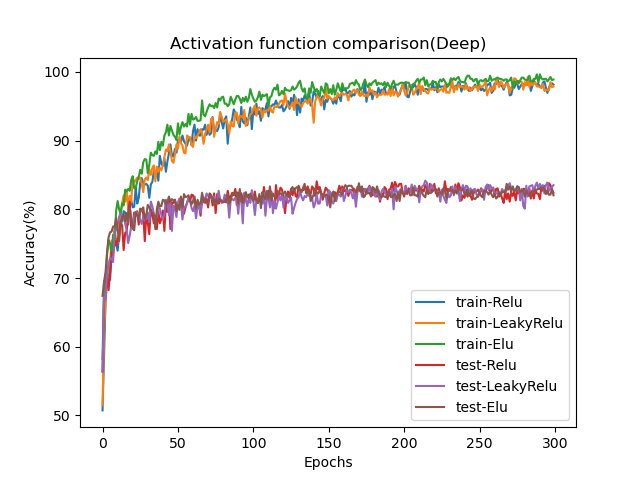 Activation function comparison(Deep)
Accuracy(%)
100
90
80
70
60
50
train-Relu
train-LeakyRelu
train-Elu
test-Relu
test-LeakyRelu
test-Elu
0
50
100
150
200
250
300
Epochs